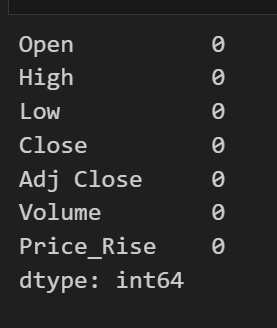 Open 0
High 0
Low 0
Close 0
Adj Close 0
Volume 0
Price_Rise 0
dtype: int64